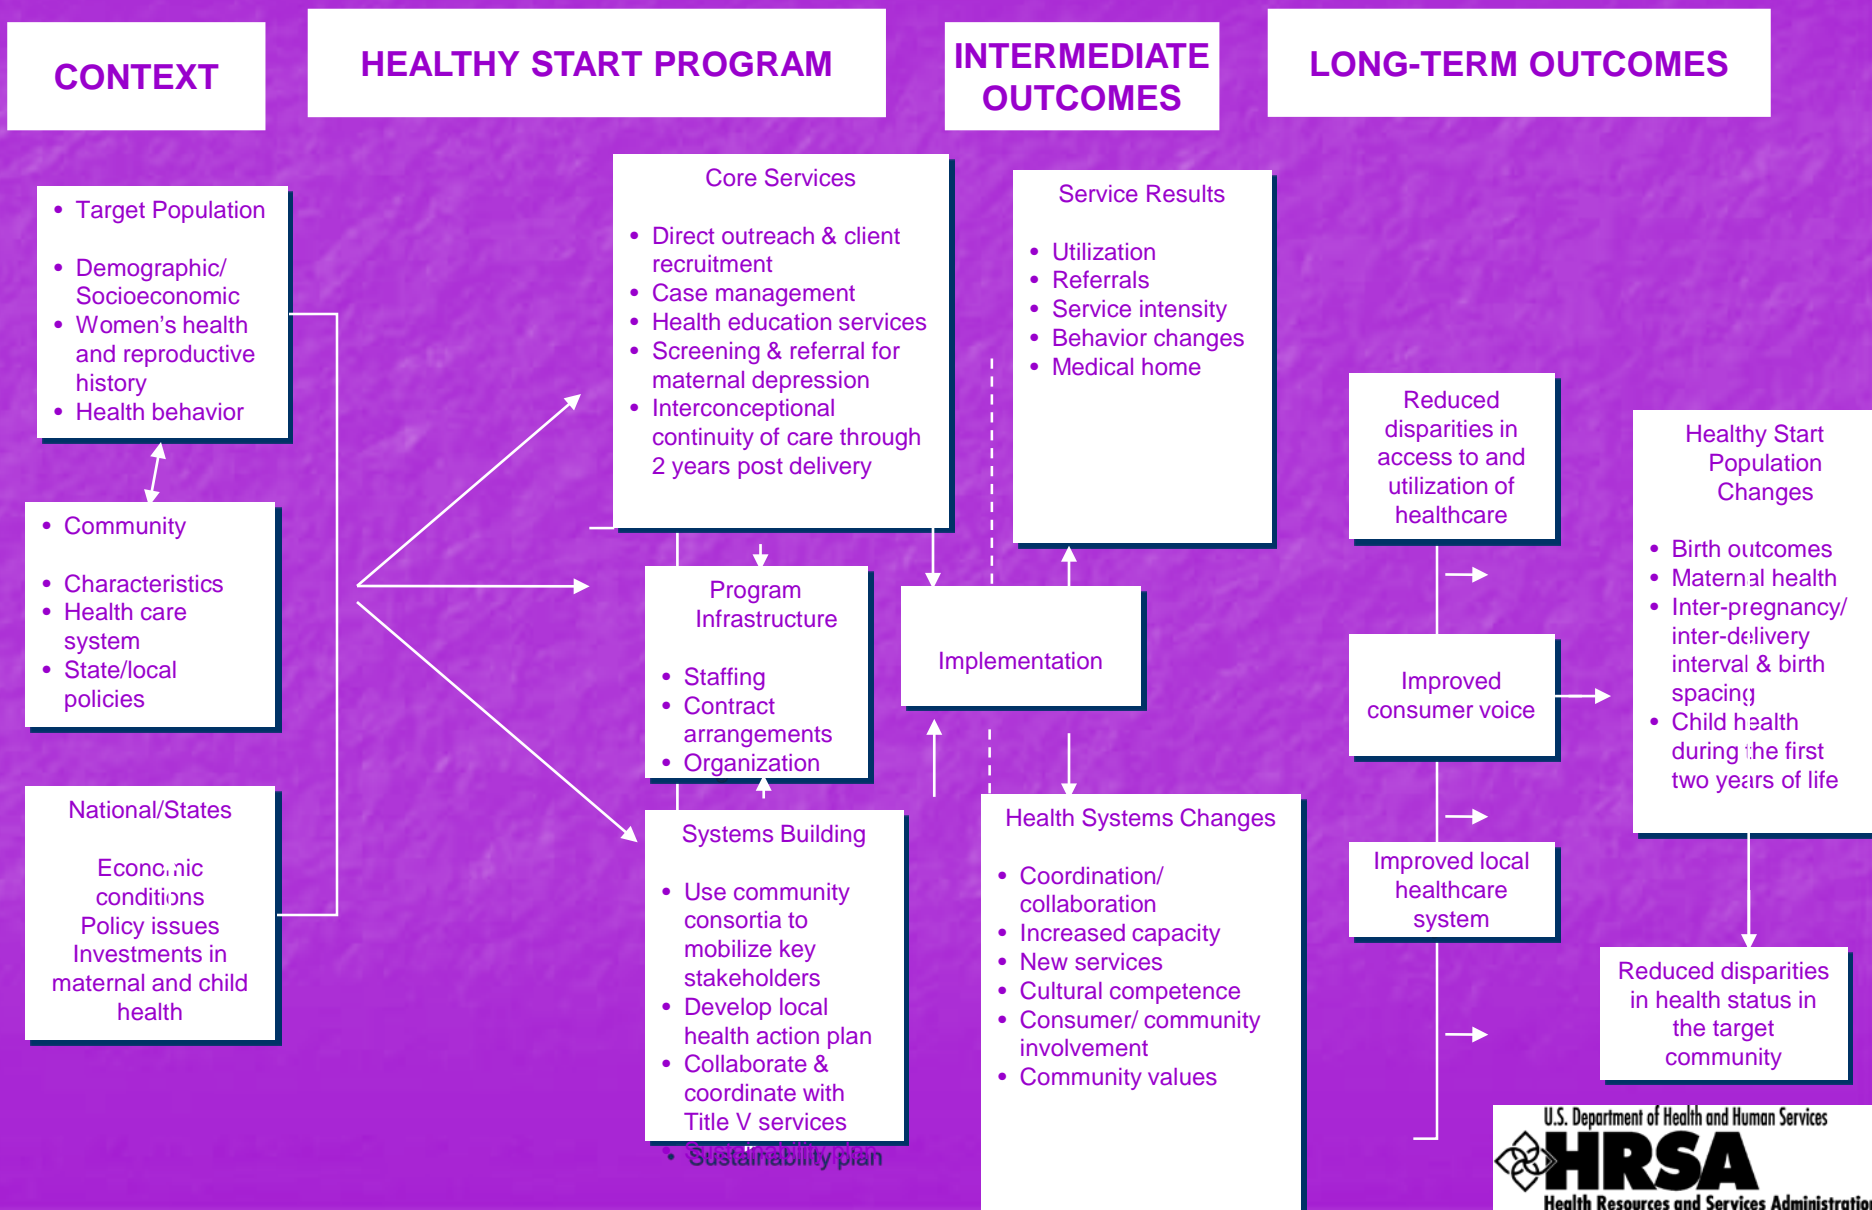 CONTEXT
HEALTHY START PROGRAM
INTERMEDIATE
OUTCOMES
LONG-TERM OUTCOMES
• Target Population
• Demographic/
Socioeconomic
• Women’s health
and reproductive
history
• Health behavior
• Community
• Characteristics
• Health care
system
• State/local
policies
National/States
Economic
conditions
Policy issues
Investments in
maternal and child
health
Core Services
• Direct outreach & client
recruitment
• Case management
• Health education services
• Screening & referral for
maternal depression
• Interconceptional
continuity of care through
2 years post delivery
Program
Infrastructure
• Staffing
• Contract
arrangements
• Organization
Systems Building
• Use community
consortia to
mobilize key
stakeholders
• Develop local
health action plan
• Collaborate &
coordinate with
Title V services
• Sustainability plan
Implementation
Service Results
• Utilization
• Referrals
• Service intensity
• Behavior changes
• Medical home
Health Systems Changes
• Coordination/
collaboration
• Increased capacity
• New services
• Cultural competence
• Consumer/ community
involvement
• Community values
Reduced
disparities in
access to and
utilization of
healthcare
Improved
consumer voice
Improved local
healthcare
system
Healthy Start
Population
Changes
• Birth outcomes
• Maternal health
• Inter-pregnancy/
inter-delivery
interval & birth
spacing
• Child health
during the first
two years of life
Reduced disparities
in health status in
the target
community
U.S. Department of Health and Human Services
HRSA
Health Resources and Services Administration